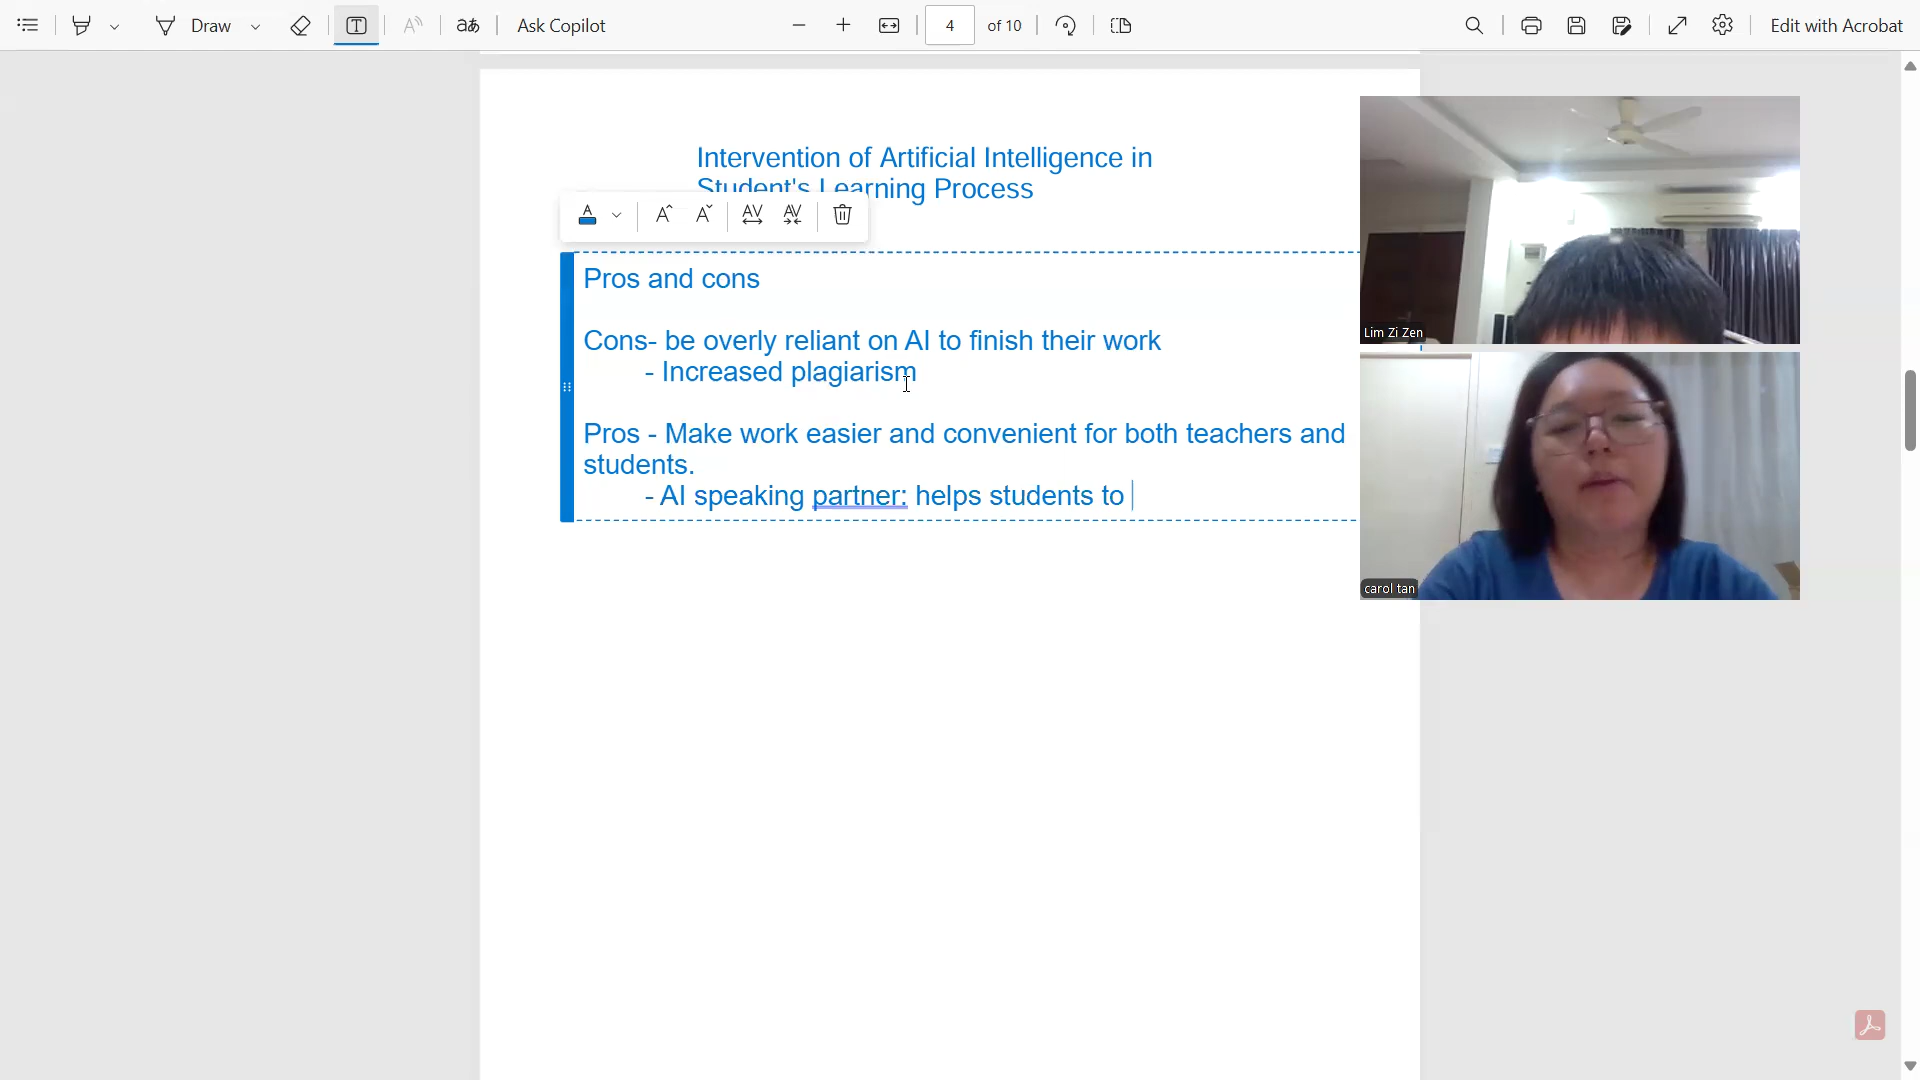 Draw
Ask Copilot
4
of 10
Edit with Acrobat
Intervention of Artificial Intelligence in
Student's Learning Process
Pros and cons
Cons- be overly reliant on AI to finish their work
- Increased plagiarism
Pros - Make work easier and convenient for both teachers and
students.
- AI speaking partner: helps students to
Lim Zi Zen
carol tan